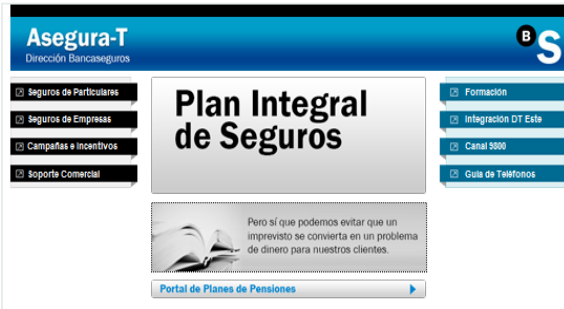 Asegura-T
Dirección Bancaseguros
B
S
Seguros de Particulares
Seguros de Empresas
Campañas e Incentivos
Soporte Comercial
Plan Integral
de Seguros
Formación
Integración DT Este
Canal 9800
Guía de Teléfonos
Pero sí que podemos evitar que un
imprevisto se convierta en un problema
de dinero para nuestros clientes.
Portal de Planes de Pensiones